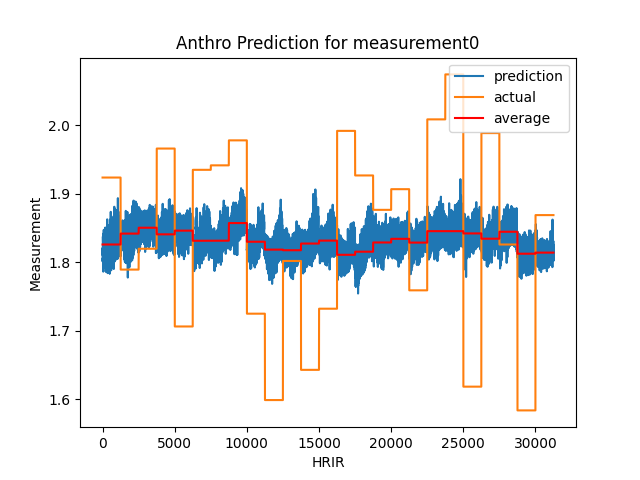 Anthro Prediction for measurement0
prediction
actual
average
Measurement
2.0
1.9
1.8
1.7
1.6
0
5000
10000
15000
20000
25000
30000
HRIR